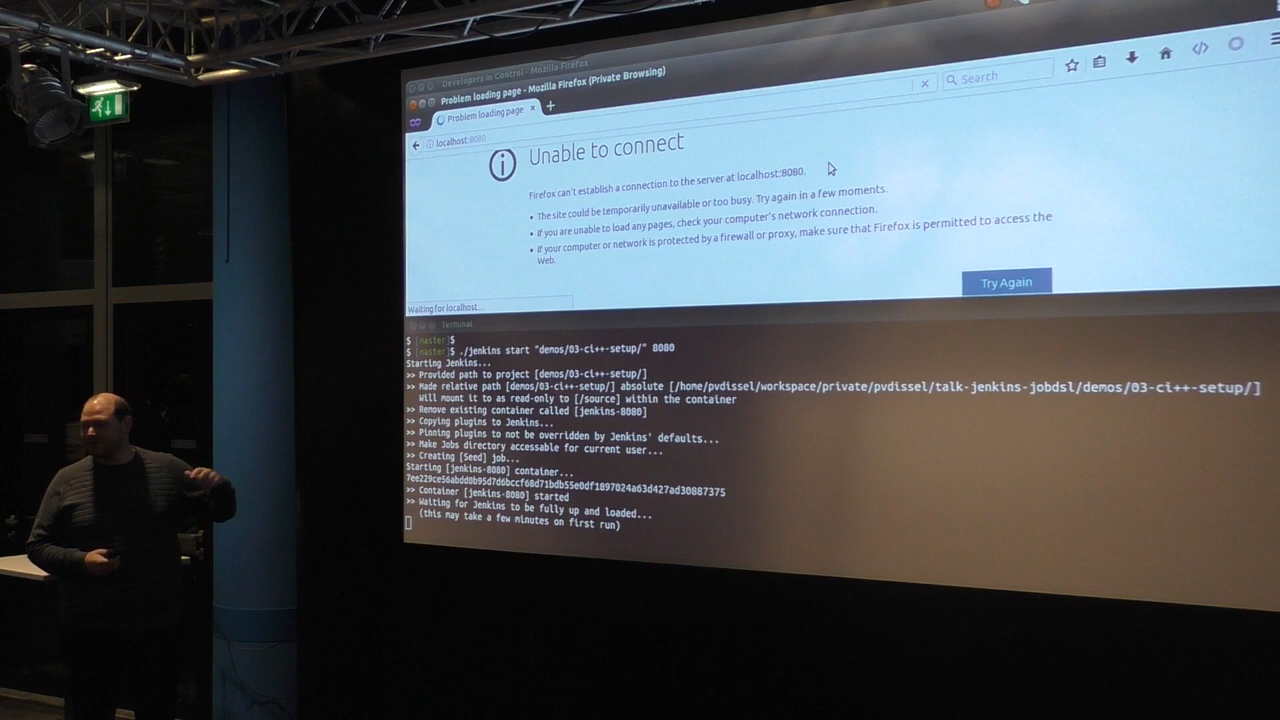 Developers in Control - Mozilla Firefox
Problem loading page - Mozilla Firefox (Private Browsing)
Problem loading page
localhost:8080
Search
Unable to connect
Firefox can't establish a connection to the server at localhost:8080.
• The site could be temporarily unavailable or too busy. Try again in a few moments.
• If you are unable to load any pages, check your computer's network connection.
• If your computer or network is protected by a firewall or proxy, make sure that Firefox is permitted to access the
Web.
Try Again
Waiting for localhost...
Terminal
$ [master]$
$ [master]$ ./jenkins start "demos/03-ci++-setup/" 8080
Starting Jenkins...
>> Provided path to project [demos/03-ci++-setup/]
>> Made relative path [demos/03-ci++-setup/] absolute [/home/pvdissel/workspace/private/pvdissel/talk-jenkins-jobdsl/demos/03-ci++-setup/]
Will mount it to as read-only to [/source] within the container
>> Remove existing container called [jenkins-8080]
>> Copying plugins to Jenkins...
>> Pinning plugins to not be overridden by Jenkins' defaults...
>> Make Jobs directory accessable for current user...
>> Creating [Seed] job...
Starting [jenkins-8080] container...
7ee229ce56abdd0b95d7d6bccf68d71bdb55e0df1897024a63d427ad30887375
>> Container [jenkins-8080] started
>> Waiting for Jenkins to be fully up and loaded...
(this may take a few minutes on first run)